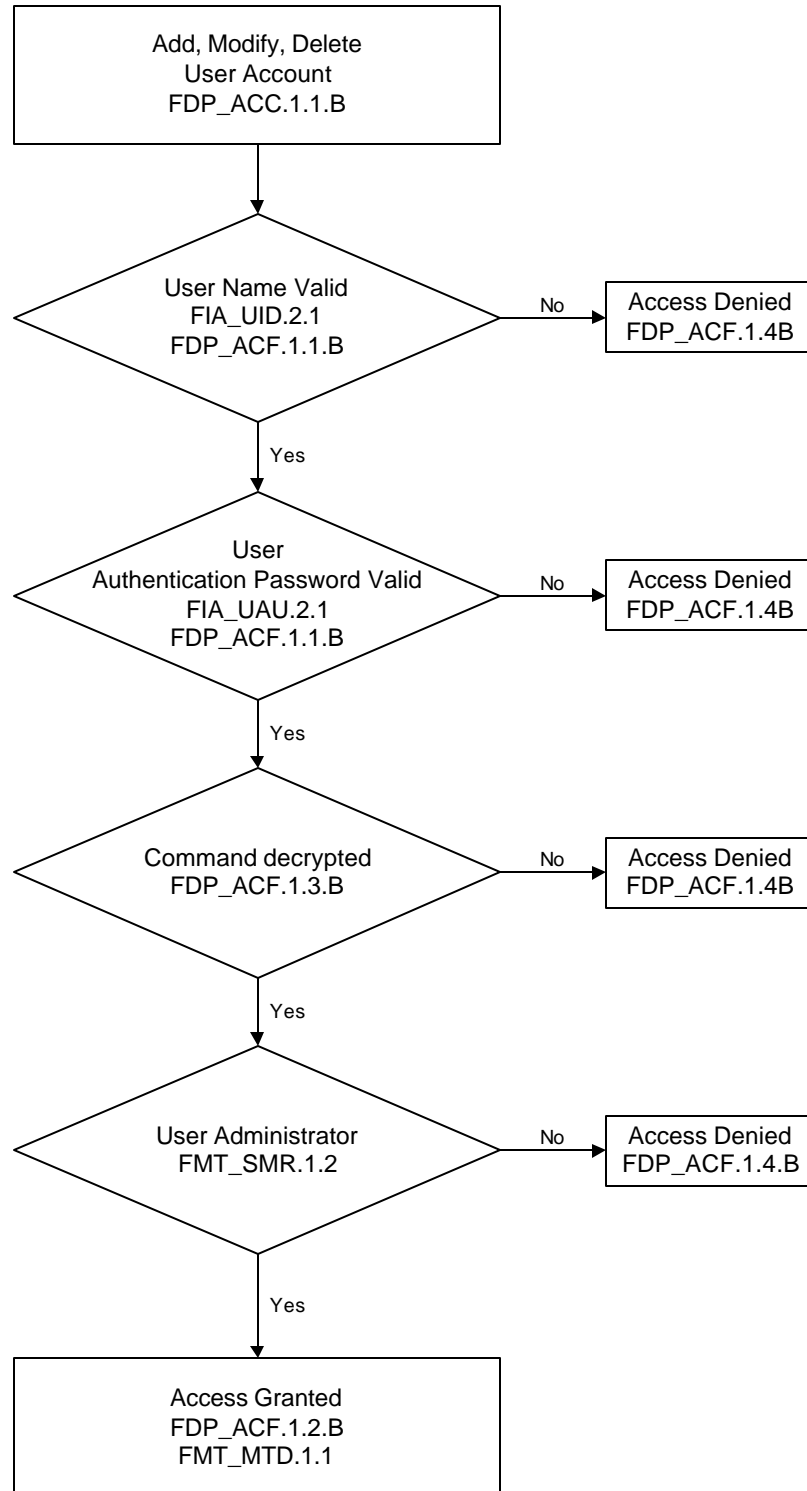 Add, Modify, Delete
User Account
FDP_ACC.1.1.B
User Name Valid
FIA_UID.2.1
FDP_ACF.1.1.B
No
Access Denied
FDP_ACF.1.4B
Yes
User
Authentication Password Valid
FIA_UAU.2.1
FDP_ACF.1.1.B
No
Access Denied
FDP_ACF.1.4B
Yes
Command decrypted
FDP_ACF.1.3.B
No
Access Denied
FDP_ACF.1.4B
Yes
User Administrator
FMT_SMR.1.2
No
Access Denied
FDP_ACF.1.4.B
Yes
Access Granted
FDP_ACF.1.2.B
FMT_MTD.1.1